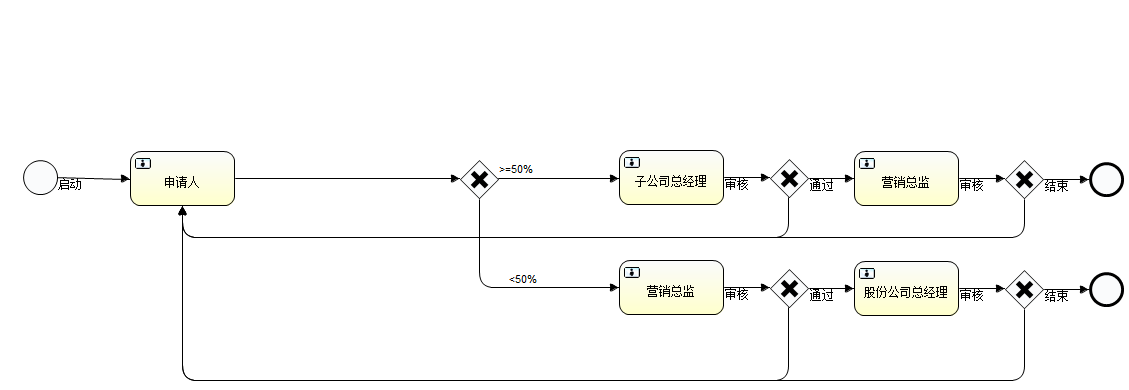 启动
申请人
>=50%
子公司总经理
审核
通过
营销总监
审核
结束
<50%
营销总监
审核
通过
股份公司总经理
审核
结束